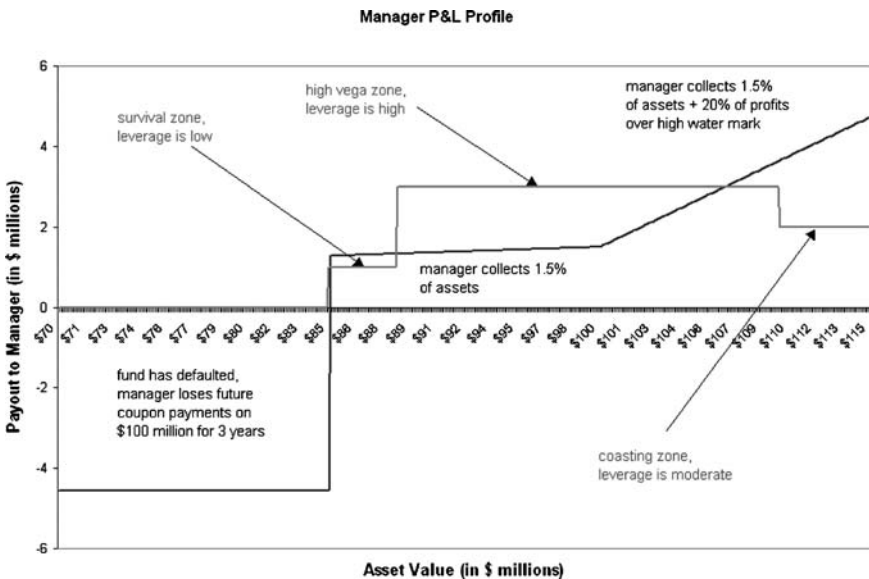 Manager P&L Profile
Payout to Manager (in $ millions)
6
4
2
0
-2
-4
-6
survival zone,
leverage is low
high vega zone,
leverage is high
manager collects 1.5%
of assets + 20% of profits
over high water mark
manager collects 1.5%
of assets
$70
$71
$73
$74
$76
$77
$79
$80
$82
$83
$85
$86
$88
$89
$91
$92
$94
$95
$97
$98
$100
$101
$103
$104
$106
$107
$109
$110
$112
$113
$115
fund has defaulted,
manager loses future
coupon payments on
$100 million for 3 years
coasting zone,
leverage is moderate
Asset Value (in $ millions)